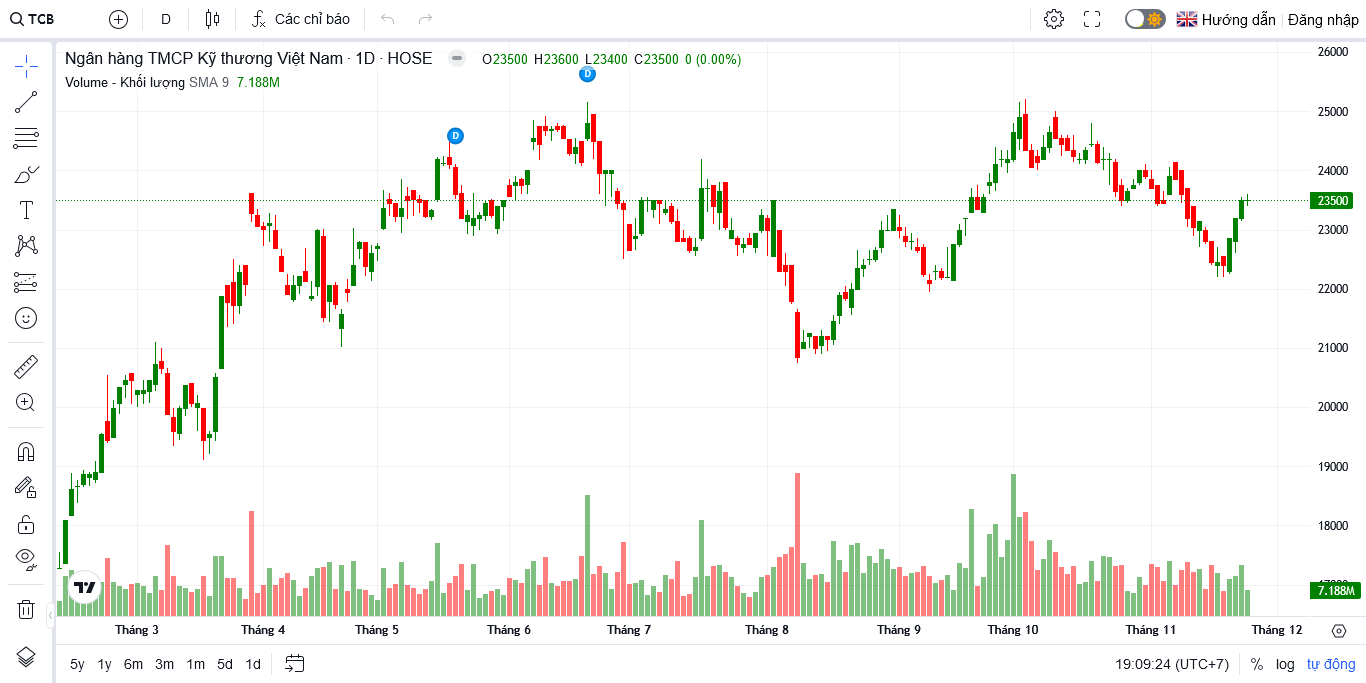 TCB
D
Các chỉ báo
Hướng dẫn
Đăng nhập
Ngân hàng TMCP Kỹ thương Việt Nam · 1D · HOSE
O23500 H23600 L23400 C23500 0 (0.00%)
Volume - Khối lượng SMA 9 7.188M
D
D
T
26000
25000
24000
23500
23000
22000
21000
20000
19000
18000
7.188M
Tháng 3
Tháng 4
Tháng 5
Tháng 6
Tháng 7
Tháng 8
Tháng 9
Tháng 10
Tháng 11
Tháng 12
5y 1y 6m 3m 1m 5d 1d
19:09:24 (UTC+7)
% log tự động